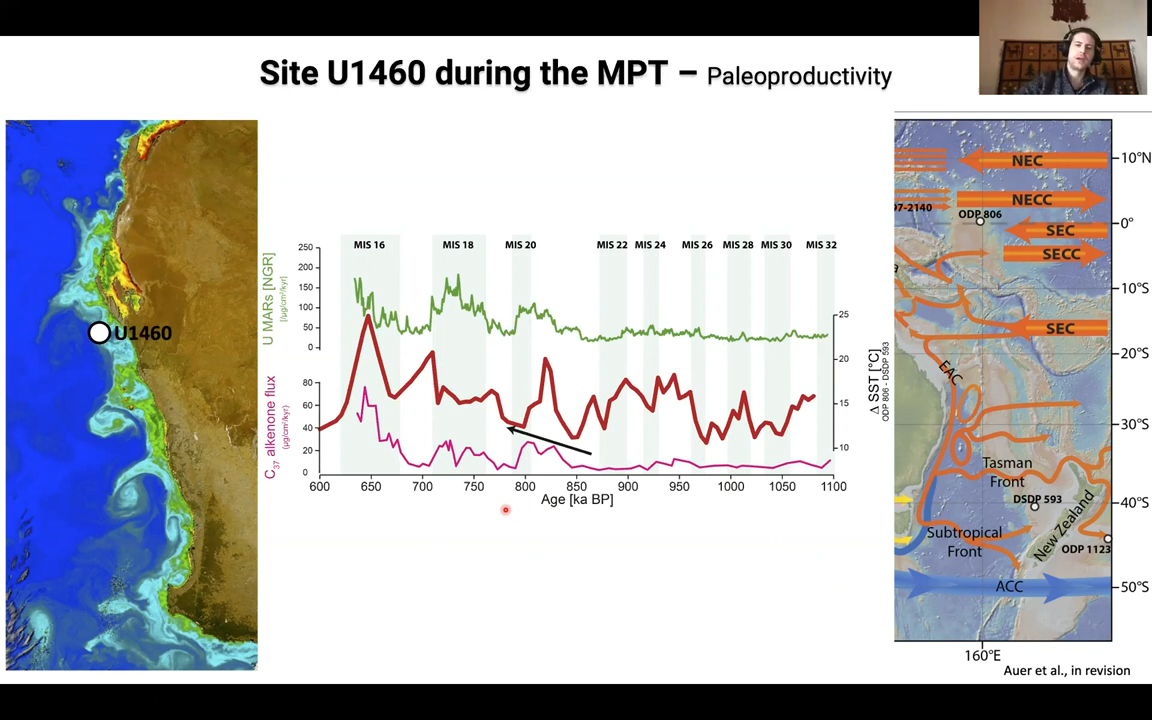 Site U1460 during the MPT – Paleoproductivity
U1460
MIS 16 MIS 18 MIS 20 MIS 22 MIS 24 MIS 26 MIS 28 MIS 30 MIS 32
U MARs [NGR]
[/µg/cm²/kyr]
250
200
150
100
50
0
C37 alkenone flux
(µg/cm²/kyr)
80
60
40
20
0
25
20
15
10
Δ SST [°C]
ODP 806 - DSDP 593
600 650 700 750 800 850 900 950 1000 1050 1100
Age [ka BP]
NEC
NECC
97-2140
ODP 806
SEC
SECC
SEC
EAC
Tasman
Front
DSDP 593
New Zealand
Subtropical
Front
ODP 1123
ACC
10°N
0°
10°S
20°S
30°S
40°S
50°S
160°E
Auer et al., in revision